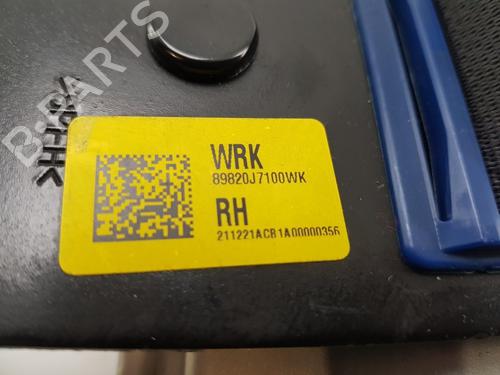 B-PARTS
WRK
89820J7100WK
RH
211221ACB1A00000356